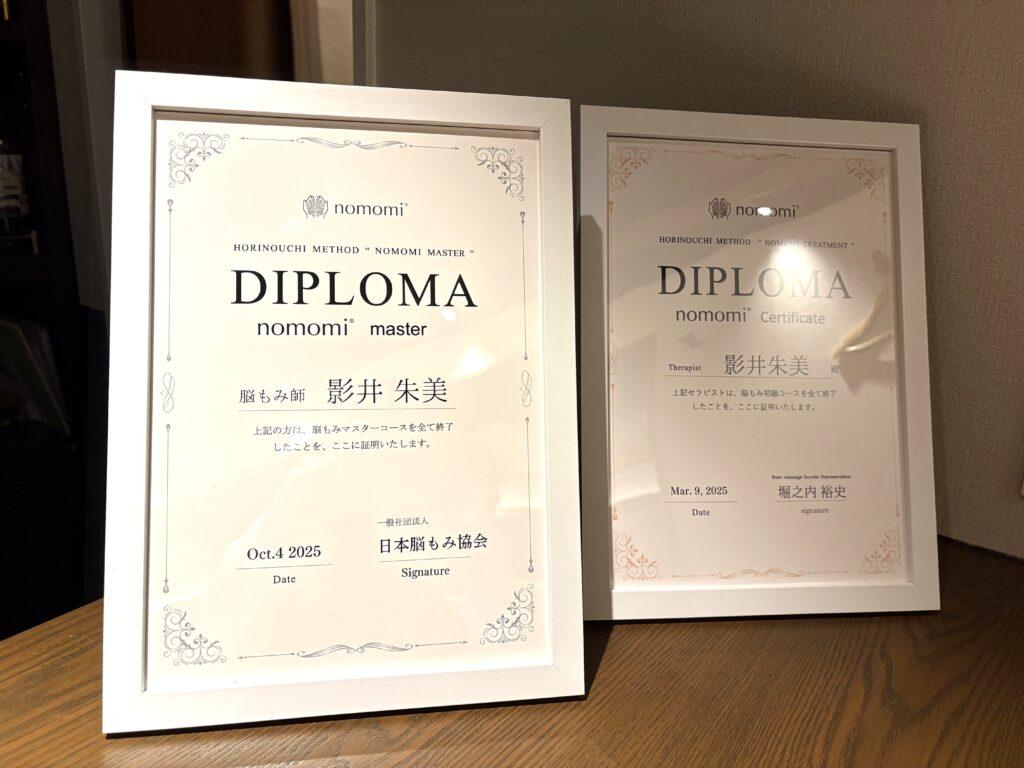 nomomi®
HORINOUCHI METHOD “ NOMOMI MASTER ”
DIPLOMA
nomomi® master
脳もみ師 影井 朱美
上記の方は、脳もみマスターコースを全て終了
したことを、ここに証明いたします。
Oct.4 2025
Date
一般社団法人
日本脳もみ協会
Signature
nomomi®
HORINOUCHI METHOD “ NOMOMI TREATMENT ”
DIPLOMA
nomomi® Certificate
Therapist 影井朱美 殿
上記セラピストは、脳もみ初級コースを全て終了
したことを、ここに証明いたします。
Mar. 9, 2025
Date
Brain massage founder Representative
堀之内 裕史
signature